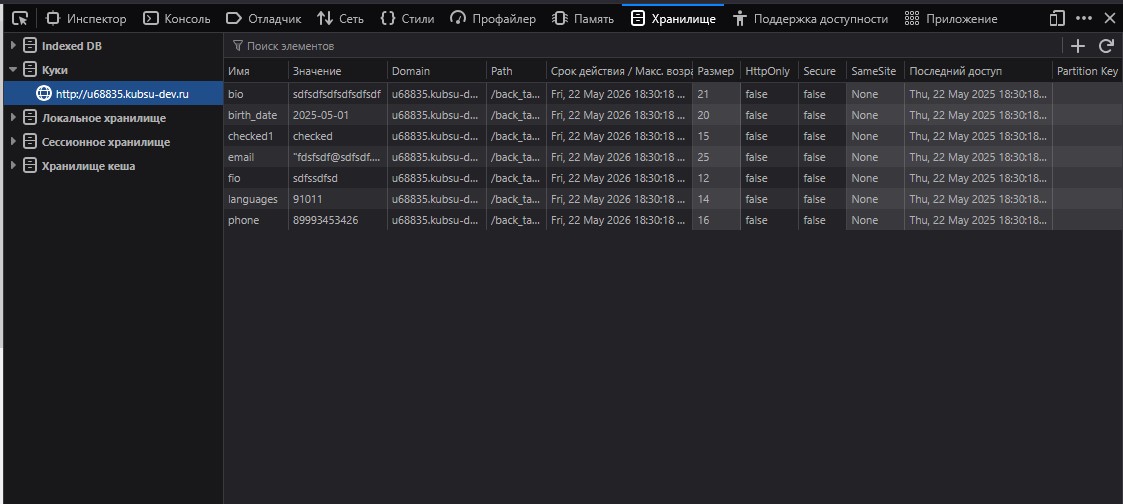 Инспектор Консоль Отладчик Сеть Стили Профайлер Память Хранилище Поддержка доступности Приложение
Indexed DB
Куки
http://u68835.kubsu-dev.ru
Локальное хранилище
Сессионное хранилище
Хранилище кеша
Поиск элементов
Имя Значение Domain Path Срок действия / Макс. возра Размер HttpOnly Secure SameSite Последний доступ Partition Key
bio sdfsdfsdfsdfsdfsdf u68835.kubsu-d... /back_ta... Fri, 22 May 2026 18:30:18 ... 21 false false None Thu, 22 May 2025 18:30:18...
birth_date 2025-05-01 u68835.kubsu-d... /back_ta... Fri, 22 May 2026 18:30:18 ... 20 false false None Thu, 22 May 2025 18:30:18...
checked1 checked u68835.kubsu-d... /back_ta... Fri, 22 May 2026 18:30:18 ... 15 false false None Thu, 22 May 2025 18:30:18...
email "fdsfsdf@sdfsdf.... u68835.kubsu-d... /back_ta... Fri, 22 May 2026 18:30:18 ... 25 false false None Thu, 22 May 2025 18:30:18...
fio sdfssdfsd u68835.kubsu-d... /back_ta... Fri, 22 May 2026 18:30:18 ... 12 false false None Thu, 22 May 2025 18:30:18...
languages 91011 u68835.kubsu-d... /back_ta... Fri, 22 May 2026 18:30:18 ... 14 false false None Thu, 22 May 2025 18:30:18...
phone 89993453426 u68835.kubsu-d... /back_ta... Fri, 22 May 2026 18:30:18 ... 16 false false None Thu, 22 May 2025 18:30:18...